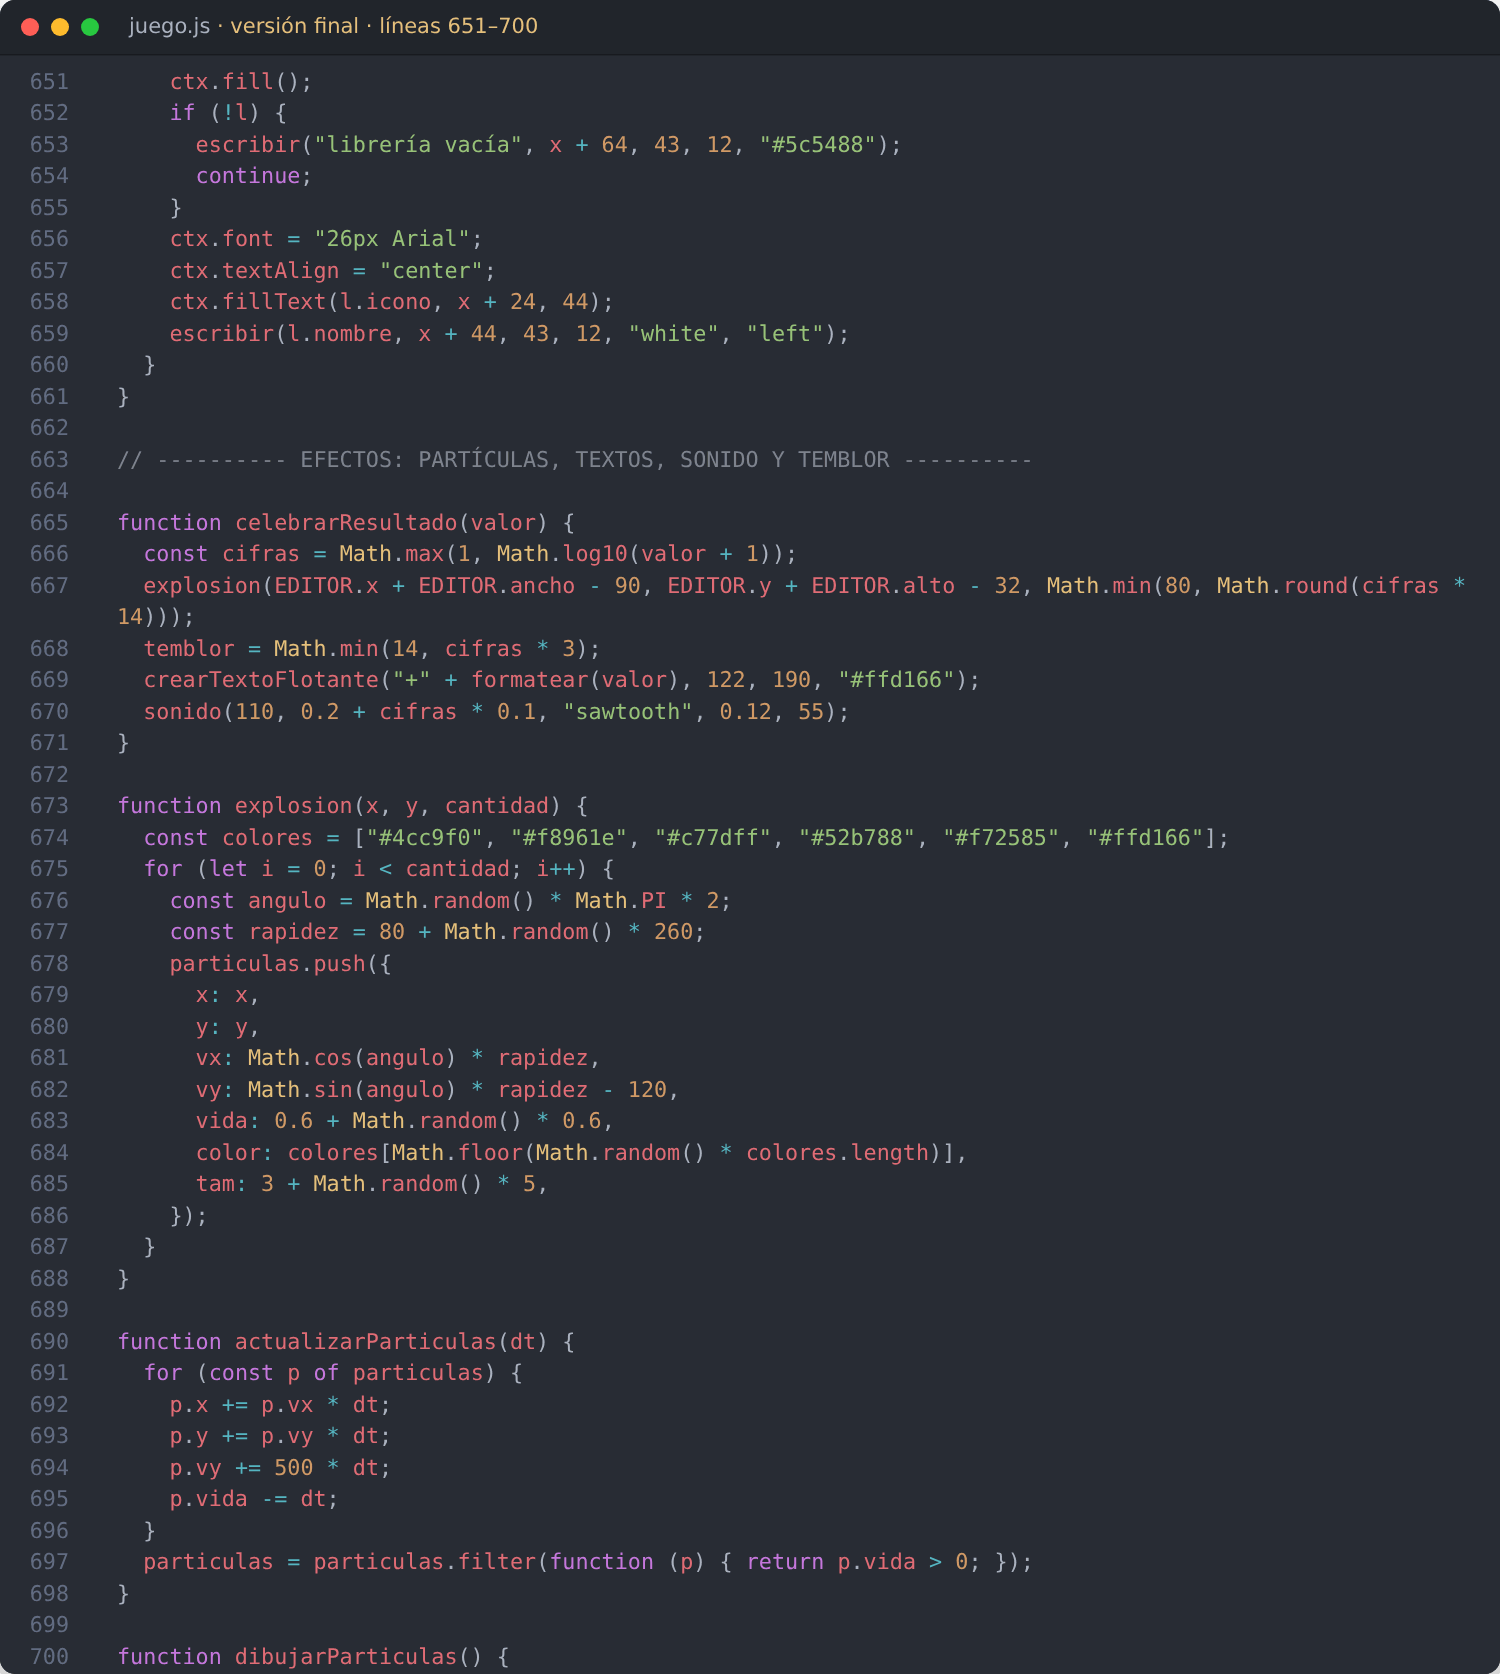 juego.js · versión final · líneas 651–700
651       ctx.fill();
652       if (!l) {
653         escribir("librería vacía", x + 64, 43, 12, "#5c5488");
654         continue;
655       }
656       ctx.font = "26px Arial";
657       ctx.textAlign = "center";
658       ctx.fillText(l.icono, x + 24, 44);
659       escribir(l.nombre, x + 44, 43, 12, "white", "left");
660     }
661   }
662
663   // ---------- EFECTOS: PARTÍCULAS, TEXTOS, SONIDO Y TEMBLOR ----------
664
665   function celebrarResultado(valor) {
666     const cifras = Math.max(1, Math.log10(valor + 1));
667     explosion(EDITOR.x + EDITOR.ancho - 90, EDITOR.y + EDITOR.alto - 32, Math.min(80, Math.round(cifras *
14)));
668     temblor = Math.min(14, cifras * 3);
669     crearTextoFlotante("+" + formatear(valor), 122, 190, "#ffd166");
670     sonido(110, 0.2 + cifras * 0.1, "sawtooth", 0.12, 55);
671   }
672
673   function explosion(x, y, cantidad) {
674     const colores = ["#4cc9f0", "#f8961e", "#c77dff", "#52b788", "#f72585", "#ffd166"];
675     for (let i = 0; i < cantidad; i++) {
676       const angulo = Math.random() * Math.PI * 2;
677       const rapidez = 80 + Math.random() * 260;
678       particulas.push({
679         x: x,
680         y: y,
681         vx: Math.cos(angulo) * rapidez,
682         vy: Math.sin(angulo) * rapidez - 120,
683         vida: 0.6 + Math.random() * 0.6,
684         color: colores[Math.floor(Math.random() * colores.length)],
685         tam: 3 + Math.random() * 5,
686       });
687     }
688   }
689
690   function actualizarParticulas(dt) {
691     for (const p of particulas) {
692       p.x += p.vx * dt;
693       p.y += p.vy * dt;
694       p.vy += 500 * dt;
695       p.vida -= dt;
696     }
697     particulas = particulas.filter(function (p) { return p.vida > 0; });
698   }
699
700   function dibujarParticulas() {